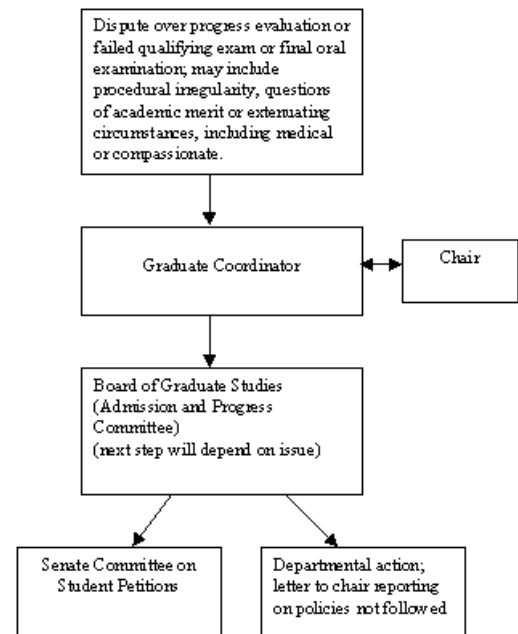 Dispute over progress evaluation or
failed qualifying exam or final oral
examination; may include
procedural irregularity, questions
of academic merit or extenuating
circumstances, including medical
or compassionate.
Graduate Coordinator
Chair
Board of Graduate Studies
(Admission and Progress
Committee)
(next step will depend on issue)
Senate Committee on
Student Petitions
Departmental action;
letter to chair reporting
on policies not followed